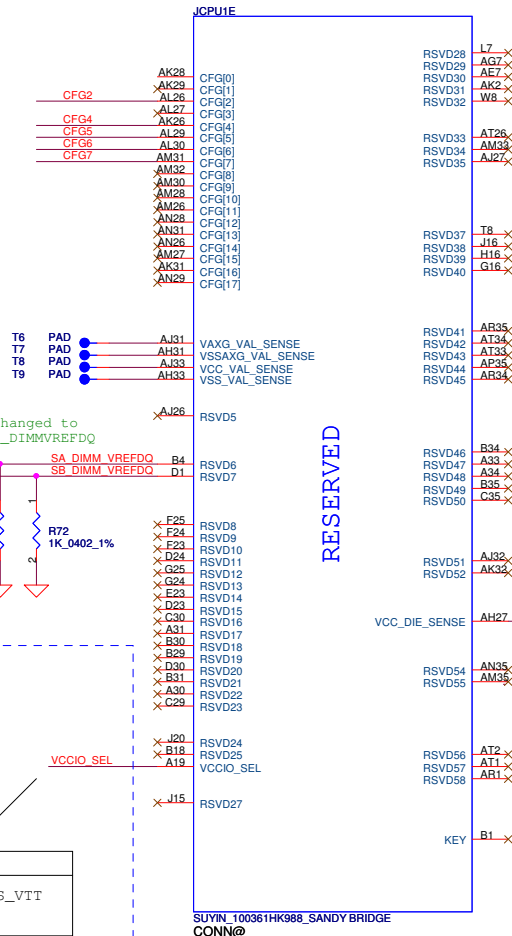 JCPU1E
AK28 CFG[0]
AK29 CFG[1]
CFG2 AL26 CFG[2]
AL27 CFG[3]
CFG4 AK26 CFG[4]
CFG5 AL29 CFG[5]
CFG6 AL30 CFG[6]
CFG7 AM31 CFG[7]
AM32 CFG[8]
AM30 CFG[9]
AM28 CFG[10]
AM26 CFG[11]
AN28 CFG[12]
AN31 CFG[13]
AN26 CFG[14]
AM27 CFG[15]
AK31 CFG[16]
AN29 CFG[17]
T6 PAD AJ31 VAXG_VAL_SENSE
T7 PAD AH31 VSSAXG_VAL_SENSE
T8 PAD AJ33 VCC_VAL_SENSE
T9 PAD AH33 VSS_VAL_SENSE
AJ26 RSVD5
hanged to
_DIMMVREFDQ
SA_DIMM_VREFDQ B4 RSVD6
SB_DIMM_VREFDQ D1 RSVD7
1
R72
1K_0402_1%
2
F25 RSVD8
F24 RSVD9
F23 RSVD10
D24 RSVD11
G25 RSVD12
G24 RSVD13
E23 RSVD14
D23 RSVD15
C30 RSVD16
A31 RSVD17
B30 RSVD18
B29 RSVD19
D30 RSVD20
B31 RSVD21
A30 RSVD22
C29 RSVD23
J20 RSVD24
B18 RSVD25
VCCIO_SEL A19 VCCIO_SEL
J15 RSVD27
S_VTT
RESERVED
RSVD28 L7
RSVD29 AG7
RSVD30 AE7
RSVD31 AK2
RSVD32 W8
RSVD33 AT26
RSVD34 AM33
RSVD35 AJ27
RSVD37 T8
RSVD38 J16
RSVD39 H16
RSVD40 G16
RSVD41 AR35
RSVD42 AT34
RSVD43 AT33
RSVD44 AP35
RSVD45 AR34
RSVD46 B34
RSVD47 A33
RSVD48 A34
RSVD49 B35
RSVD50 C35
RSVD51 AJ32
RSVD52 AK32
VCC_DIE_SENSE AH27
RSVD54 AN35
RSVD55 AM35
RSVD56 AT2
RSVD57 AT1
RSVD58 AR1
KEY B1
SUYIN_100361HK988_SANDY BRIDGE
CONN@